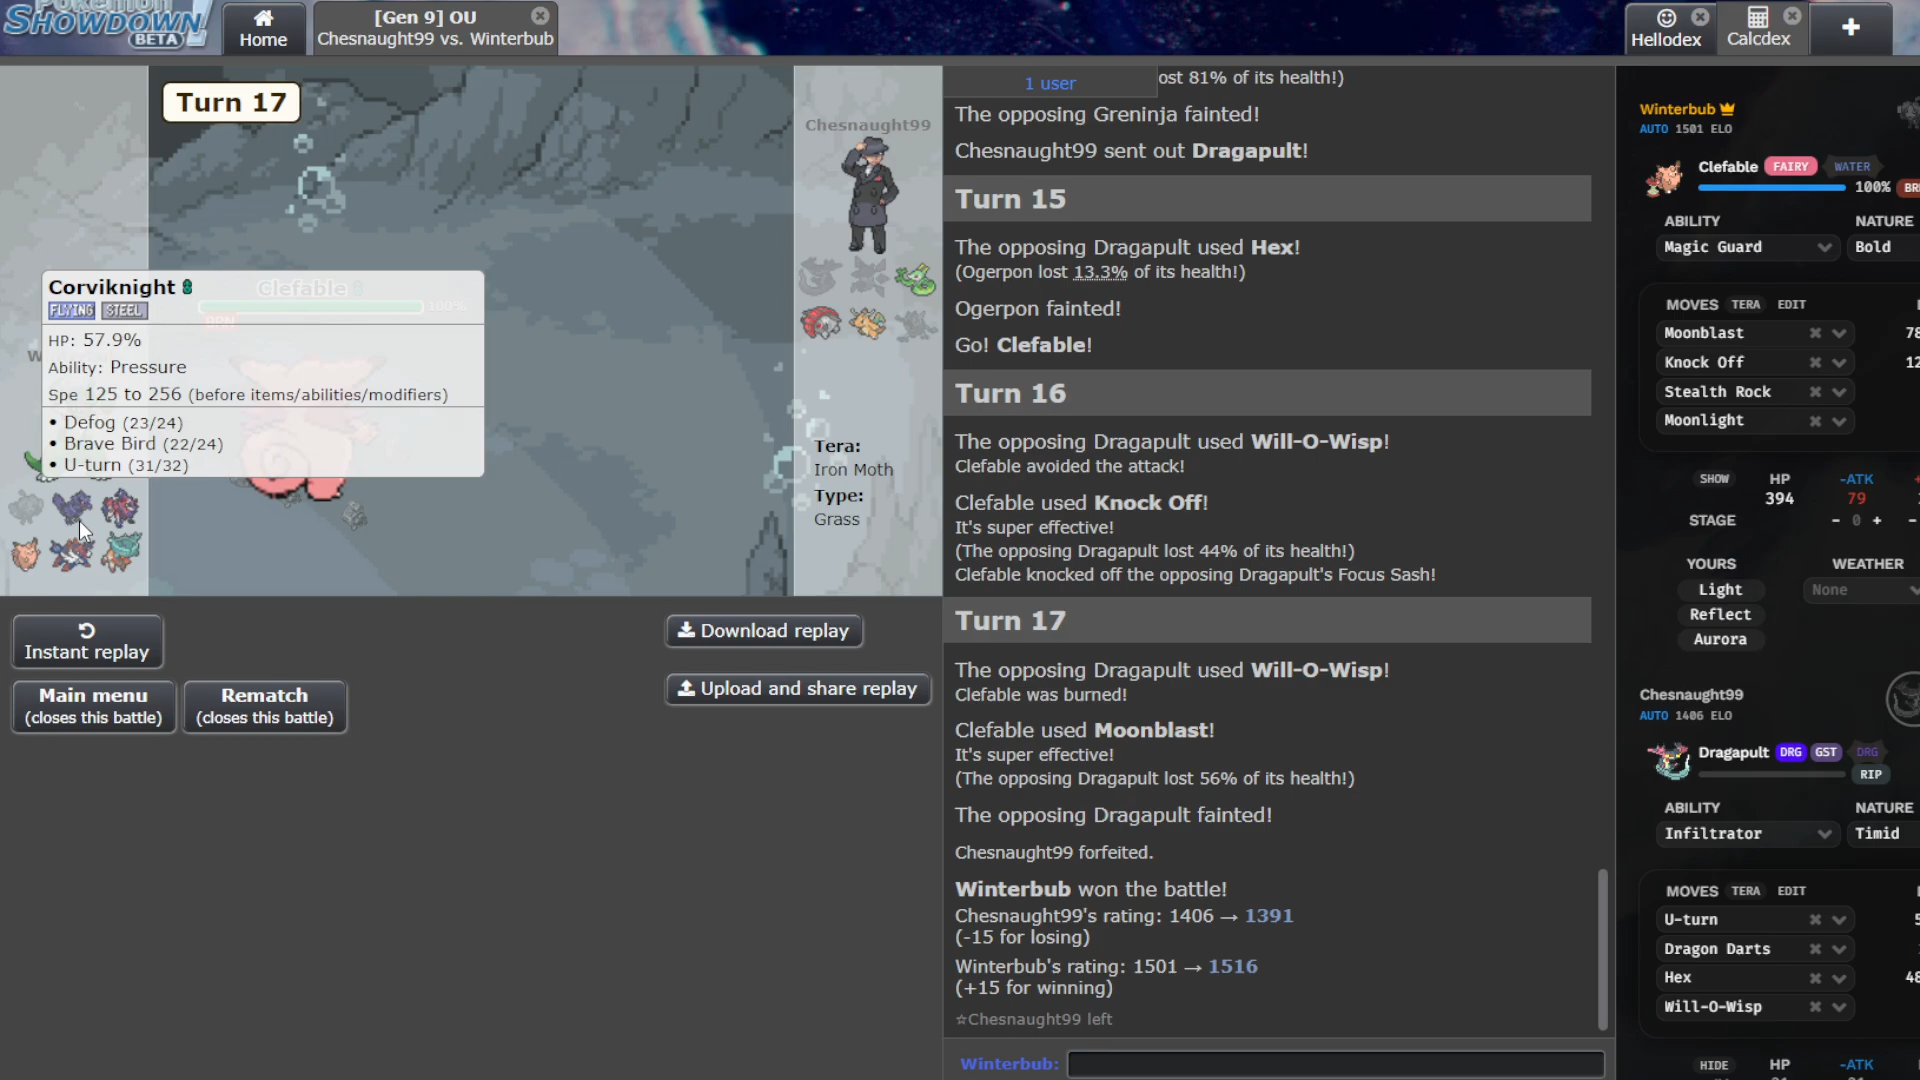 Pokémon
SHOWDOWN
BETA
Home
[Gen 9] OU
Chesnaught99 vs. Winterbub
Hellodex
Calcdex
Turn 17
Chesnaught99
Corviknight
FLYING STEEL
HP: 57.9%
Ability: Pressure
Spe 125 to 256 (before items/abilities/modifiers)
• Defog (23/24)
• Brave Bird (22/24)
• U-turn (31/32)
Clefable
100%
BRN
Tera:
Iron Moth
Type:
Grass
Instant replay
Download replay
Upload and share replay
Main menu
(closes this battle)
Rematch
(closes this battle)
1 user
ost 81% of its health!)
The opposing Greninja fainted!
Chesnaught99 sent out Dragapult!
Turn 15
The opposing Dragapult used Hex!
(Ogerpon lost 13.3% of its health!)
Ogerpon fainted!
Go! Clefable!
Turn 16
The opposing Dragapult used Will-O-Wisp!
Clefable avoided the attack!
Clefable used Knock Off!
It's super effective!
(The opposing Dragapult lost 44% of its health!)
Clefable knocked off the opposing Dragapult's Focus Sash!
Turn 17
The opposing Dragapult used Will-O-Wisp!
Clefable was burned!
Clefable used Moonblast!
It's super effective!
(The opposing Dragapult lost 56% of its health!)
The opposing Dragapult fainted!
Chesnaught99 forfeited.
Winterbub won the battle!
Chesnaught99's rating: 1406 → 1391
(-15 for losing)
Winterbub's rating: 1501 → 1516
(+15 for winning)
☆Chesnaught99 left
Winterbub:
Winterbub
AUTO 1501 ELO
Clefable FAIRY WATER
100% BR
ABILITY NATURE
Magic Guard Bold
MOVES TERA EDIT
Moonblast 78
Knock Off 12
Stealth Rock
Moonlight
SHOW HP -ATK +
394 79
STAGE - 0 + -
YOURS WEATHER
Light None
Reflect
Aurora
Chesnaught99
AUTO 1406 ELO
Dragapult DRG GST DRG
RIP
ABILITY NATURE
Infiltrator Timid
MOVES TERA EDIT
U-turn 5
Dragon Darts
Hex 48
Will-O-Wisp
HIDE HP -ATK